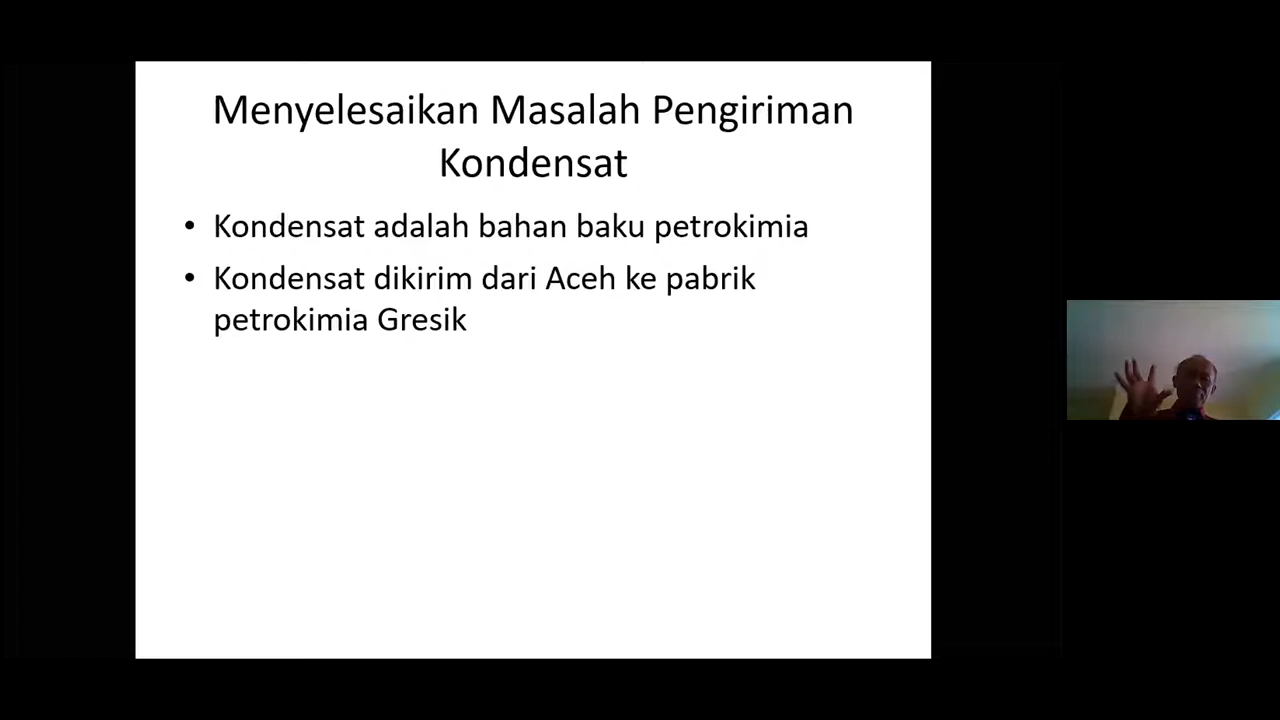 Menyelesaikan Masalah Pengiriman
Kondensat
• Kondensat adalah bahan baku petrokimia
• Kondensat dikirim dari Aceh ke pabrik
petrokimia Gresik